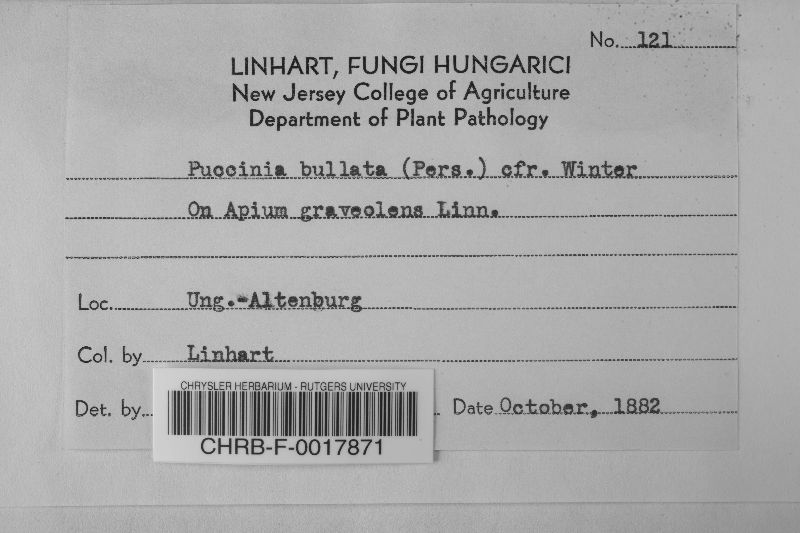 No. 121
LINHART, FUNGI HUNGARICI
New Jersey College of Agriculture
Department of Plant Pathology
Puccinia bullata (Pers.) cfr. Winter
On Apium graveolens Linn.
Loc. Ung.-Altenburg
Col. by Linhart
Det. by Date October, 1882
CHRYSLER HERBARIUM - RUTGERS UNIVERSITY
CHRB-F-0017871